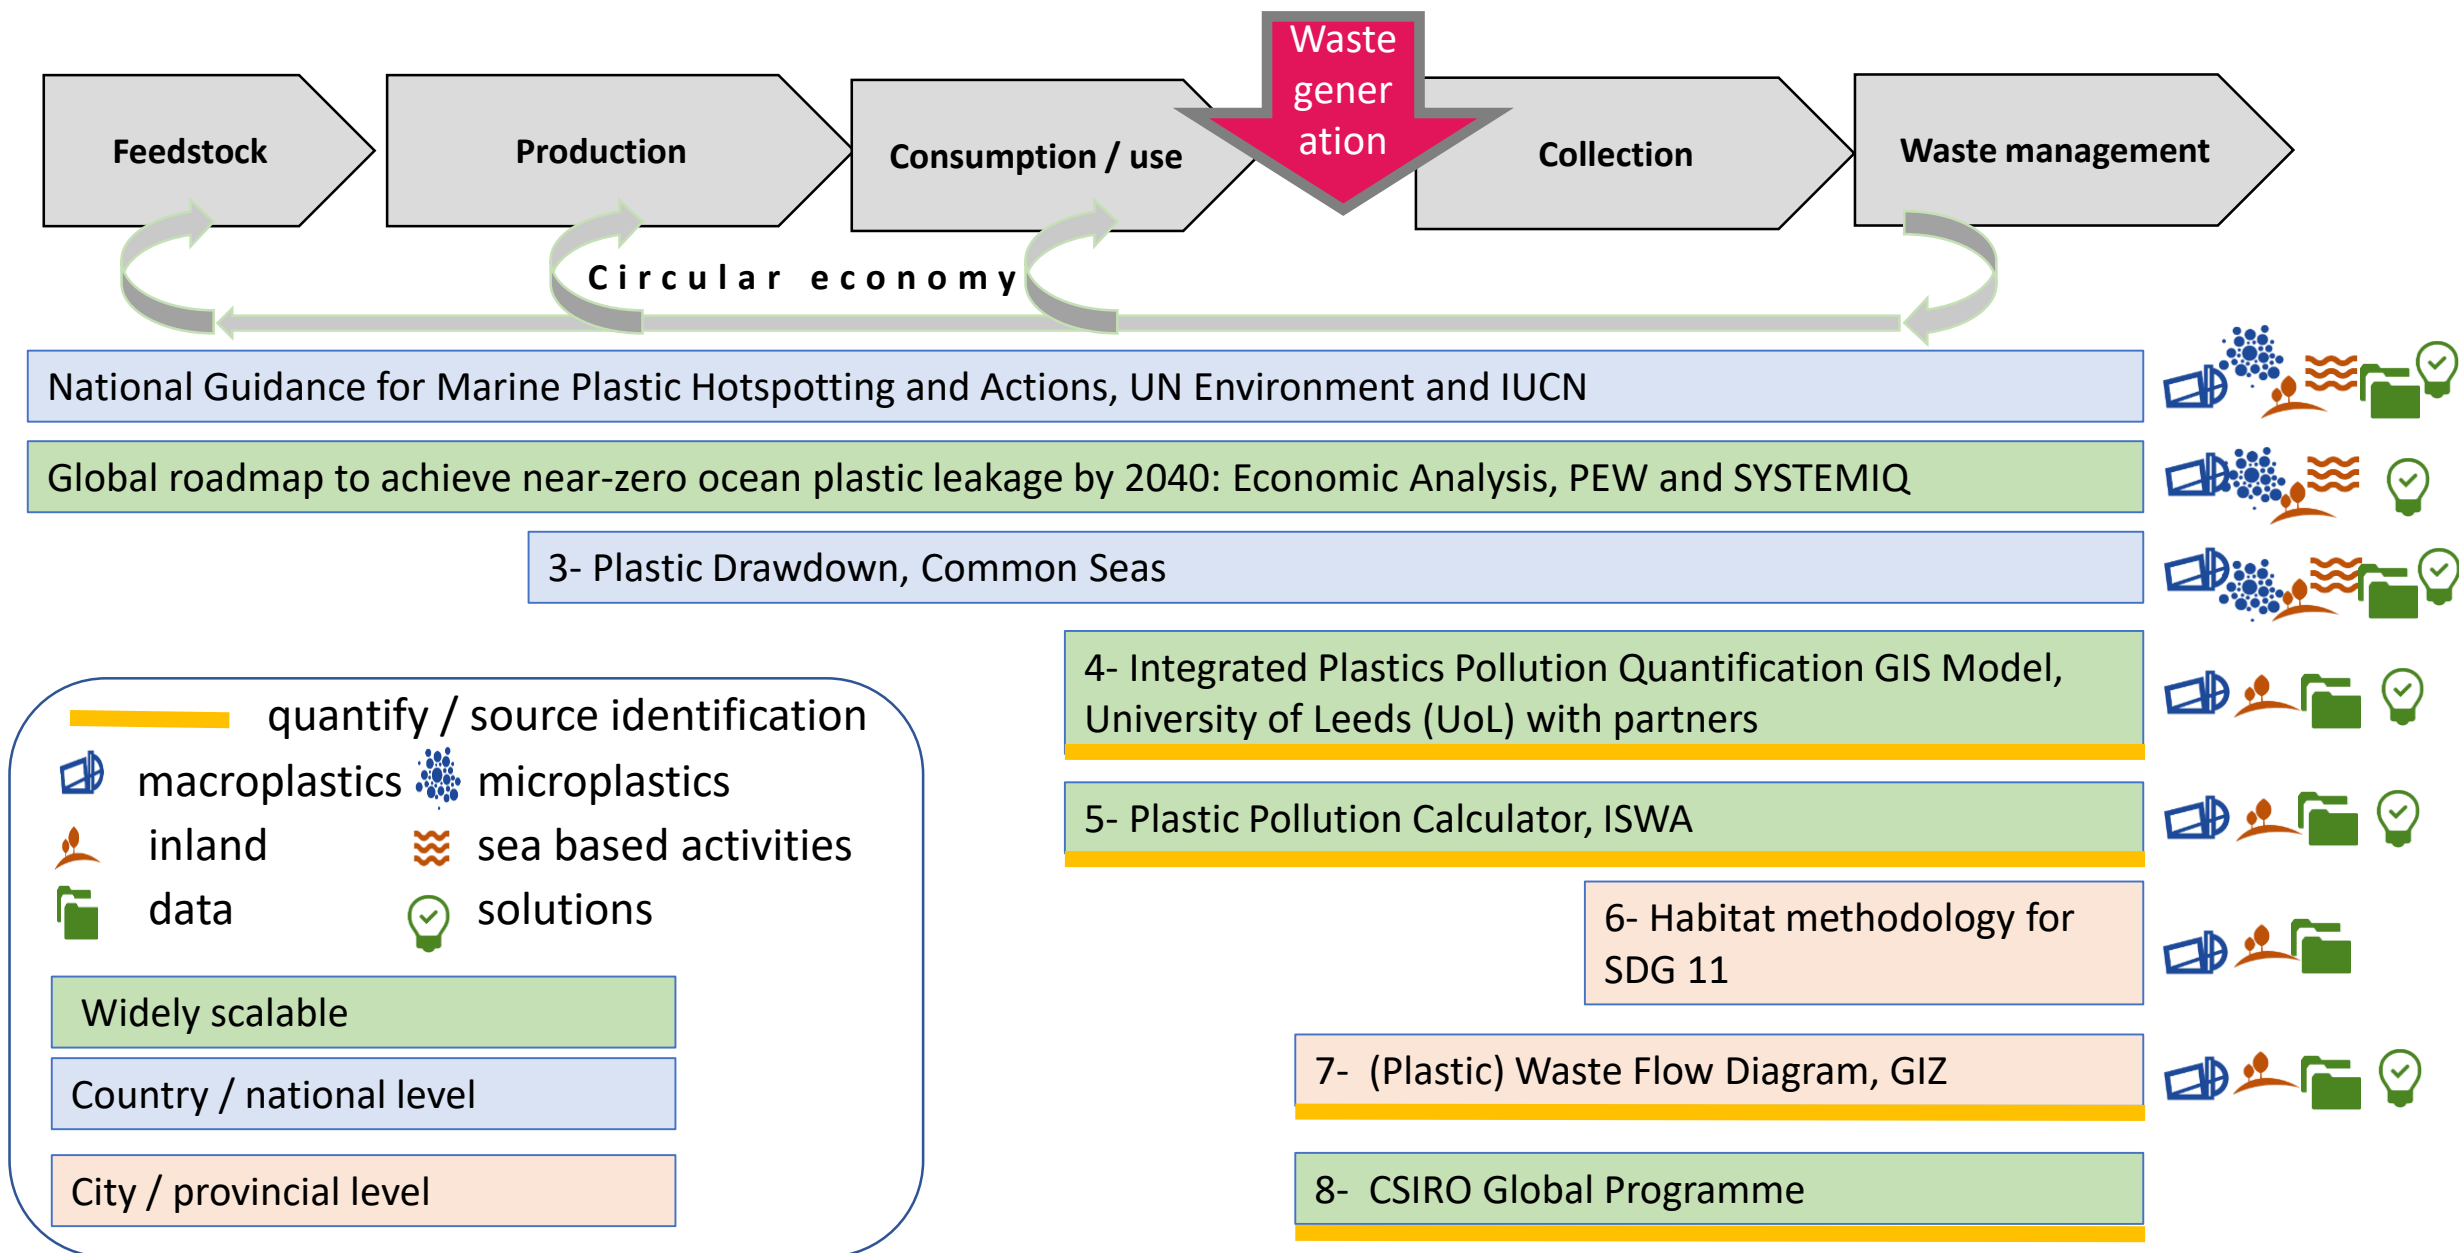 Waste
gener
ation
Feedstock
Production
Consumption / use
Collection
Waste management
Circular economy
National Guidance for Marine Plastic Hotspotting and Actions, UN Environment and IUCN
Global roadmap to achieve near-zero ocean plastic leakage by 2040: Economic Analysis, PEW and SYSTEMIQ
3- Plastic Drawdown, Common Seas
4- Integrated Plastics Pollution Quantification GIS Model,
University of Leeds (UoL) with partners
5- Plastic Pollution Calculator, ISWA
6- Habitat methodology for
SDG 11
7- (Plastic) Waste Flow Diagram, GIZ
8- CSIRO Global Programme
quantify / source identification
macroplastics
microplastics
inland
sea based activities
data
solutions
Widely scalable
Country / national level
City / provincial level